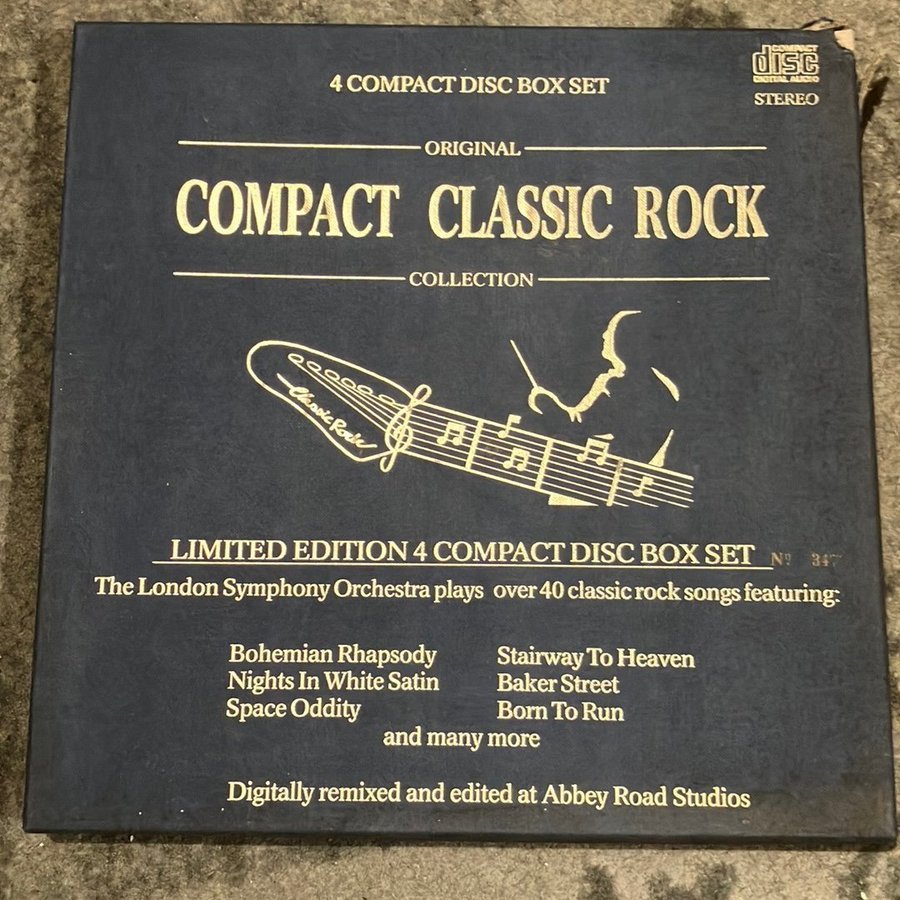 COMPACT
disc
DIGITAL AUDIO
STEREO
4 COMPACT DISC BOX SET
ORIGINAL
COMPACT CLASSIC ROCK
COLLECTION
Classic Rock
LIMITED EDITION 4 COMPACT DISC BOX SET Nº
The London Symphony Orchestra plays over 40 classic rock songs featuring:
Bohemian Rhapsody Stairway To Heaven
Nights In White Satin Baker Street
Space Oddity Born To Run
and many more
Digitally remixed and edited at Abbey Road Studios